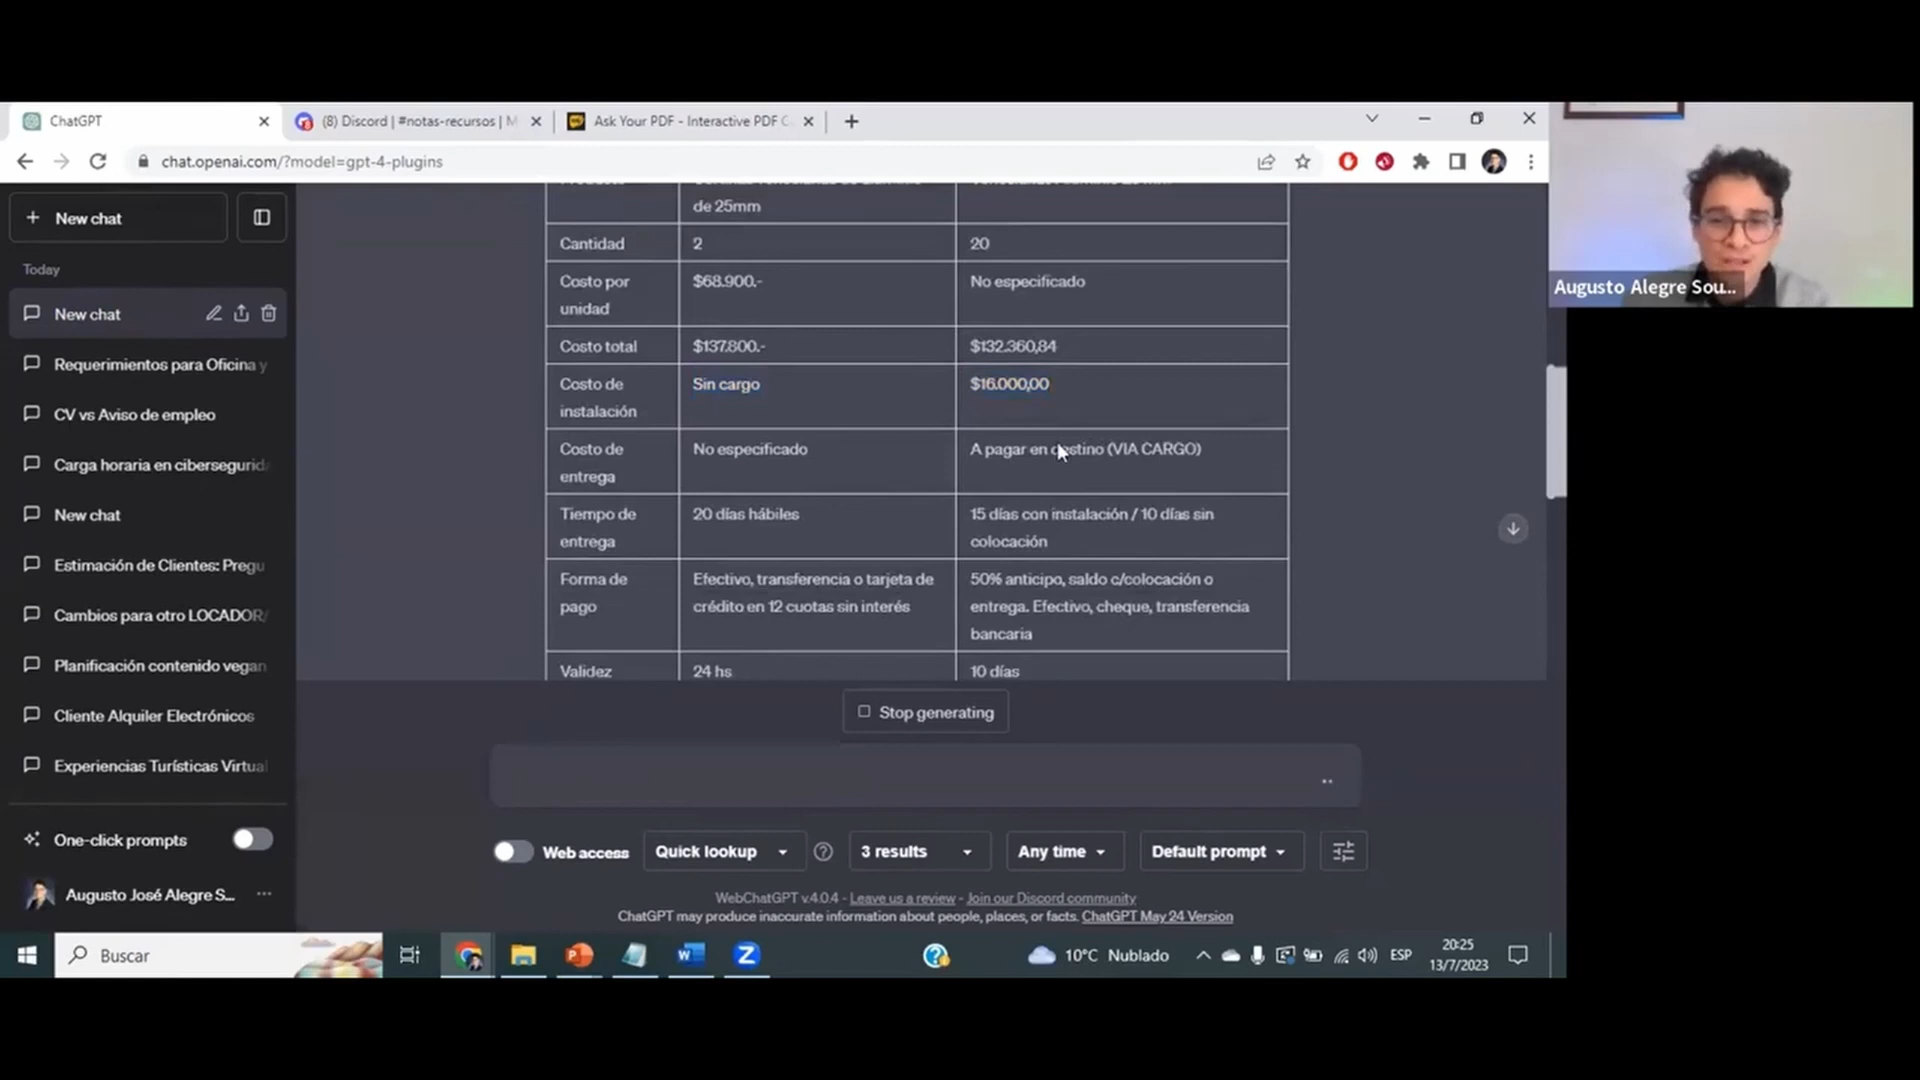 ChatGPT
(8) Discord | #notas-recursos | M
Ask Your PDF - Interactive PDF C
chat.openai.com/?model=gpt-4-plugins
New chat
Today
New chat
Requerimientos para Oficina y
CV vs Aviso de empleo
Carga horaria en cibersegurida
New chat
Estimación de Clientes: Pregu
Cambios para otro LOCADOR/
Planificación contenido vegan
Cliente Alquiler Electrónicos
Experiencias Turísticas Virtual
One-click prompts
Augusto José Alegre S...
de 25mm
Cantidad 2 20
Costo por unidad $68.900.- No especificado
Costo total $137.800.- $132.360,84
Costo de instalación Sin cargo $16.000,00
Costo de entrega No especificado A pagar en destino (VIA CARGO)
Tiempo de entrega 20 días hábiles 15 días con instalación / 10 días sin colocación
Forma de pago Efectivo, transferencia o tarjeta de crédito en 12 cuotas sin interés 50% anticipo, saldo c/colocación o entrega. Efectivo, cheque, transferencia bancaria
Validez 24 hs 10 días
Stop generating
Web access Quick lookup 3 results Any time Default prompt
WebChatGPT v.4.0.4 - Leave us a review - Join our Discord community
ChatGPT may produce inaccurate information about people, places, or facts. ChatGPT May 24 Version
Augusto Alegre Sou...
Buscar
10°C Nublado
ESP
20:25
13/7/2023